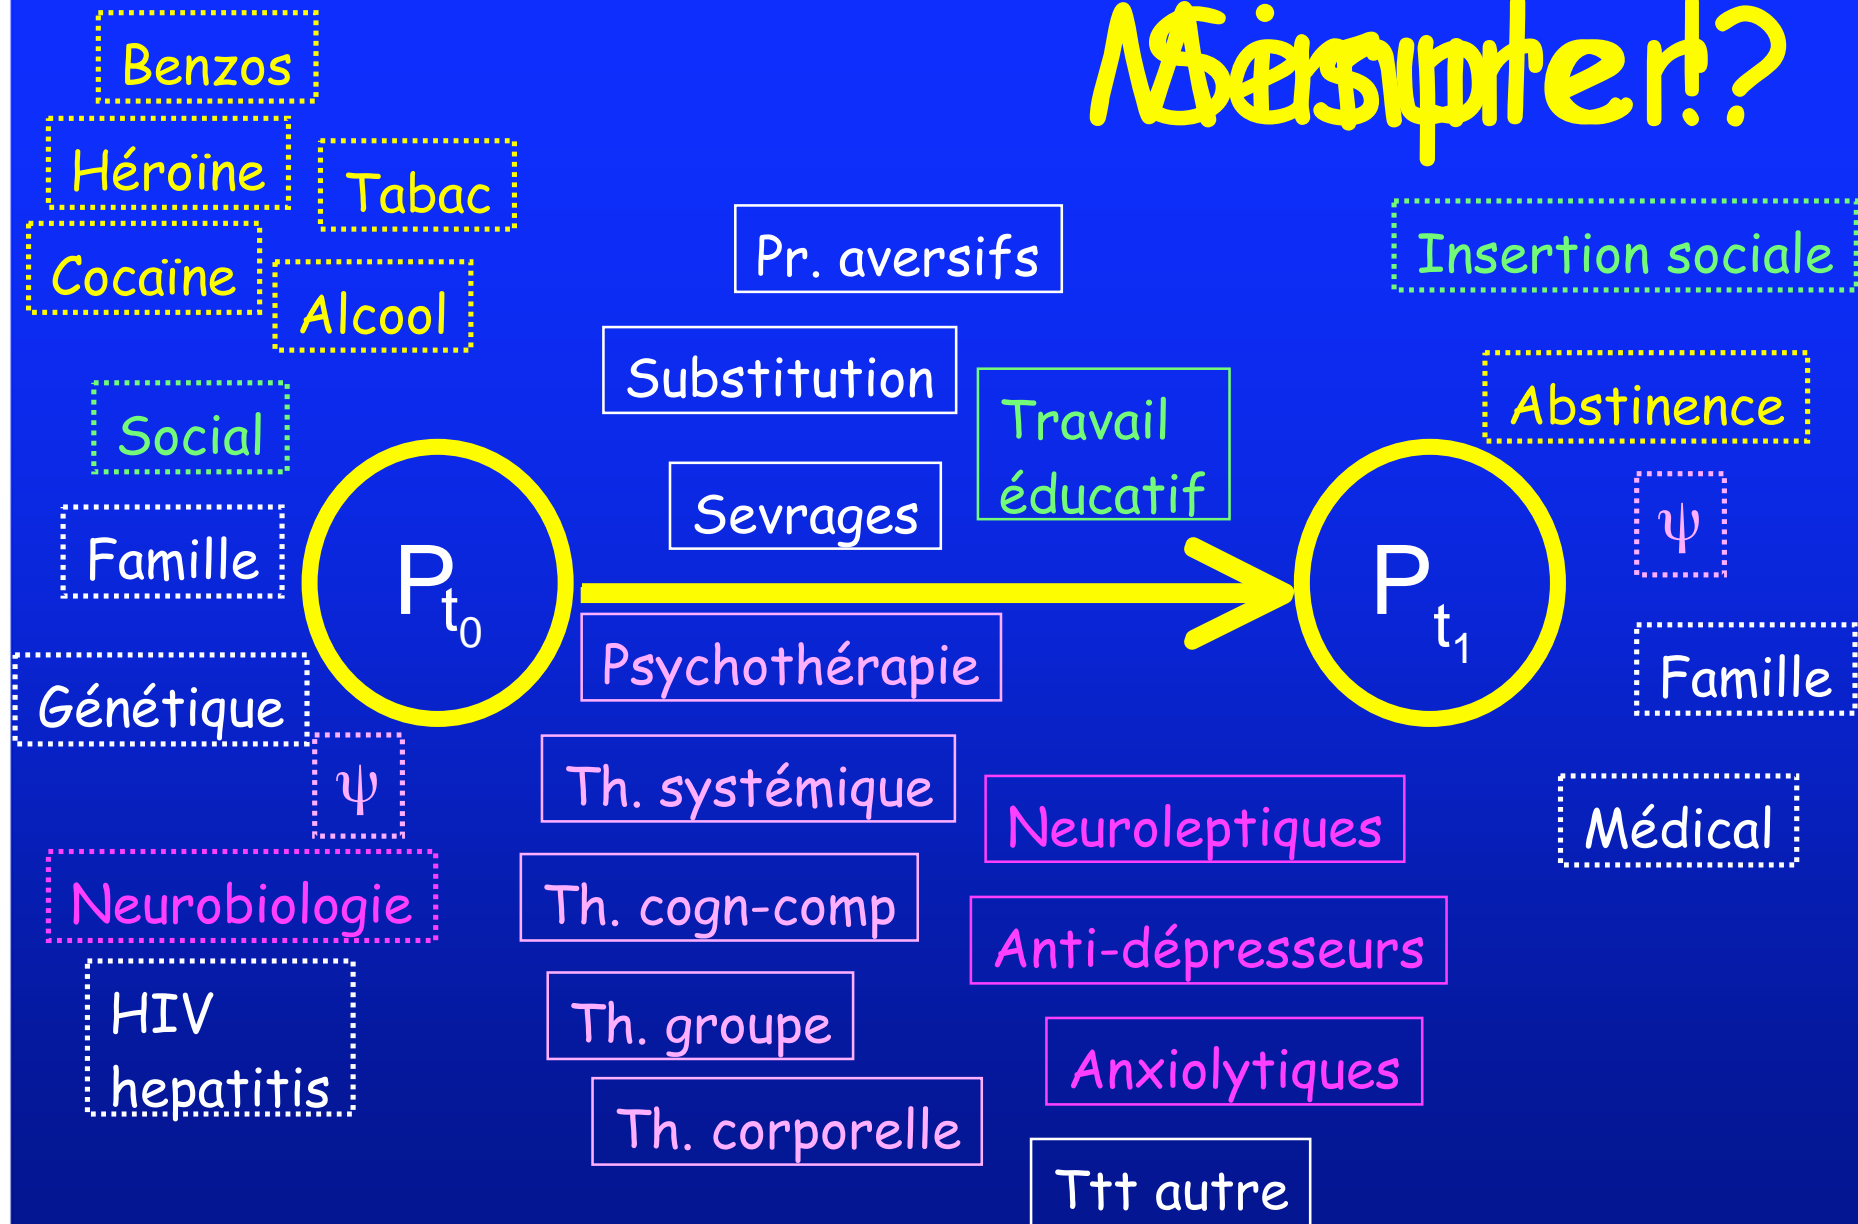 Benzos
Héroïne
Tabac
Cocaïne
Alcool
Pr. aversifs
Insertion sociale
Substitution
Travail
éducatif
Abstinence
Social
Sevrages
ψ
Famille
P t0
P t1
Psychothérapie
Famille
Génétique
ψ
Th. systémique
Neuroleptiques
Médical
Neurobiologie
Th. cogn-comp
Anti-dépresseurs
HIV
hepatitis
Th. groupe
Anxiolytiques
Th. corporelle
Ttt autre